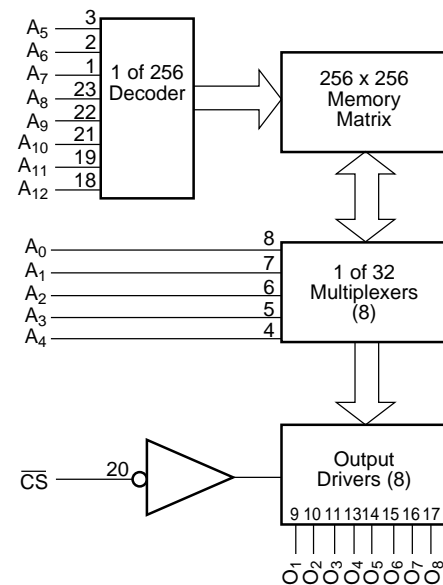 A5 3
A6 2
A7 1
A8 23
A9 22
A10 21
A11 19
A12 18
1 of 256
Decoder
256 x 256
Memory
Matrix
A0 8
A1 7
A2 6
A3 5
A4 4
1 of 32
Multiplexers
(8)
C̅S̅ 20
Output
Drivers (8)
9 10 11 13 14 15 16 17
O1 O2 O3 O4 O5 O6 O7 O8